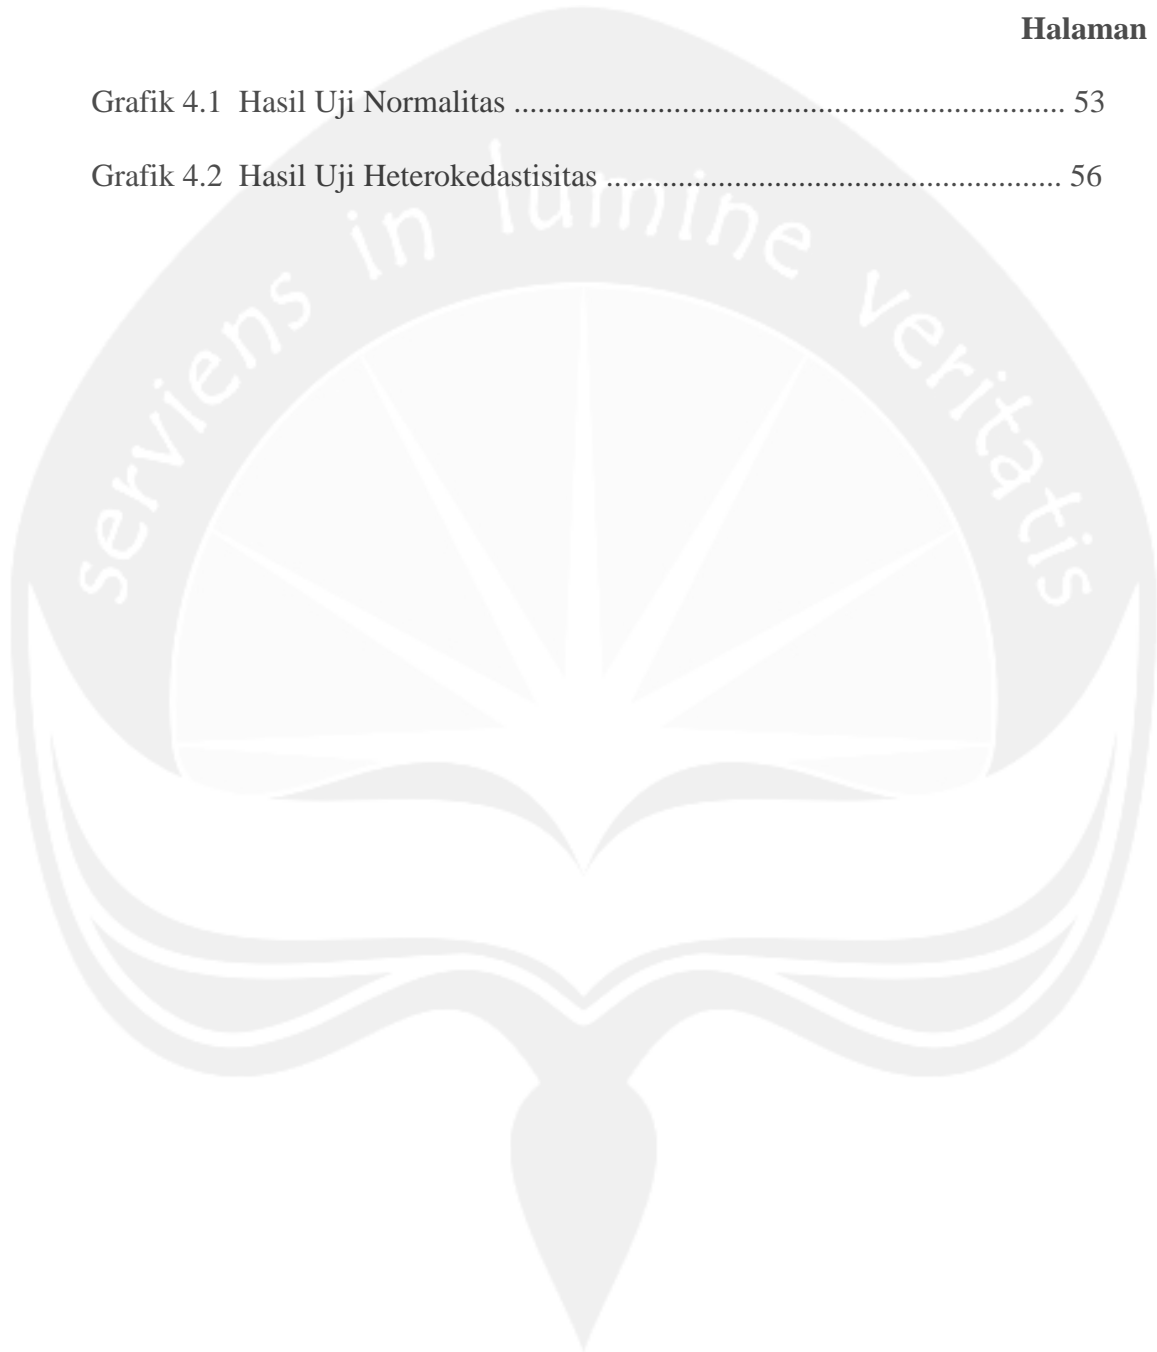 Halaman
Grafik 4.1 Hasil Uji Normalitas .................................................................... 53
Grafik 4.2 Hasil Uji Heterokedastisitas ........................................................ 56
serviens in lumine veritatis